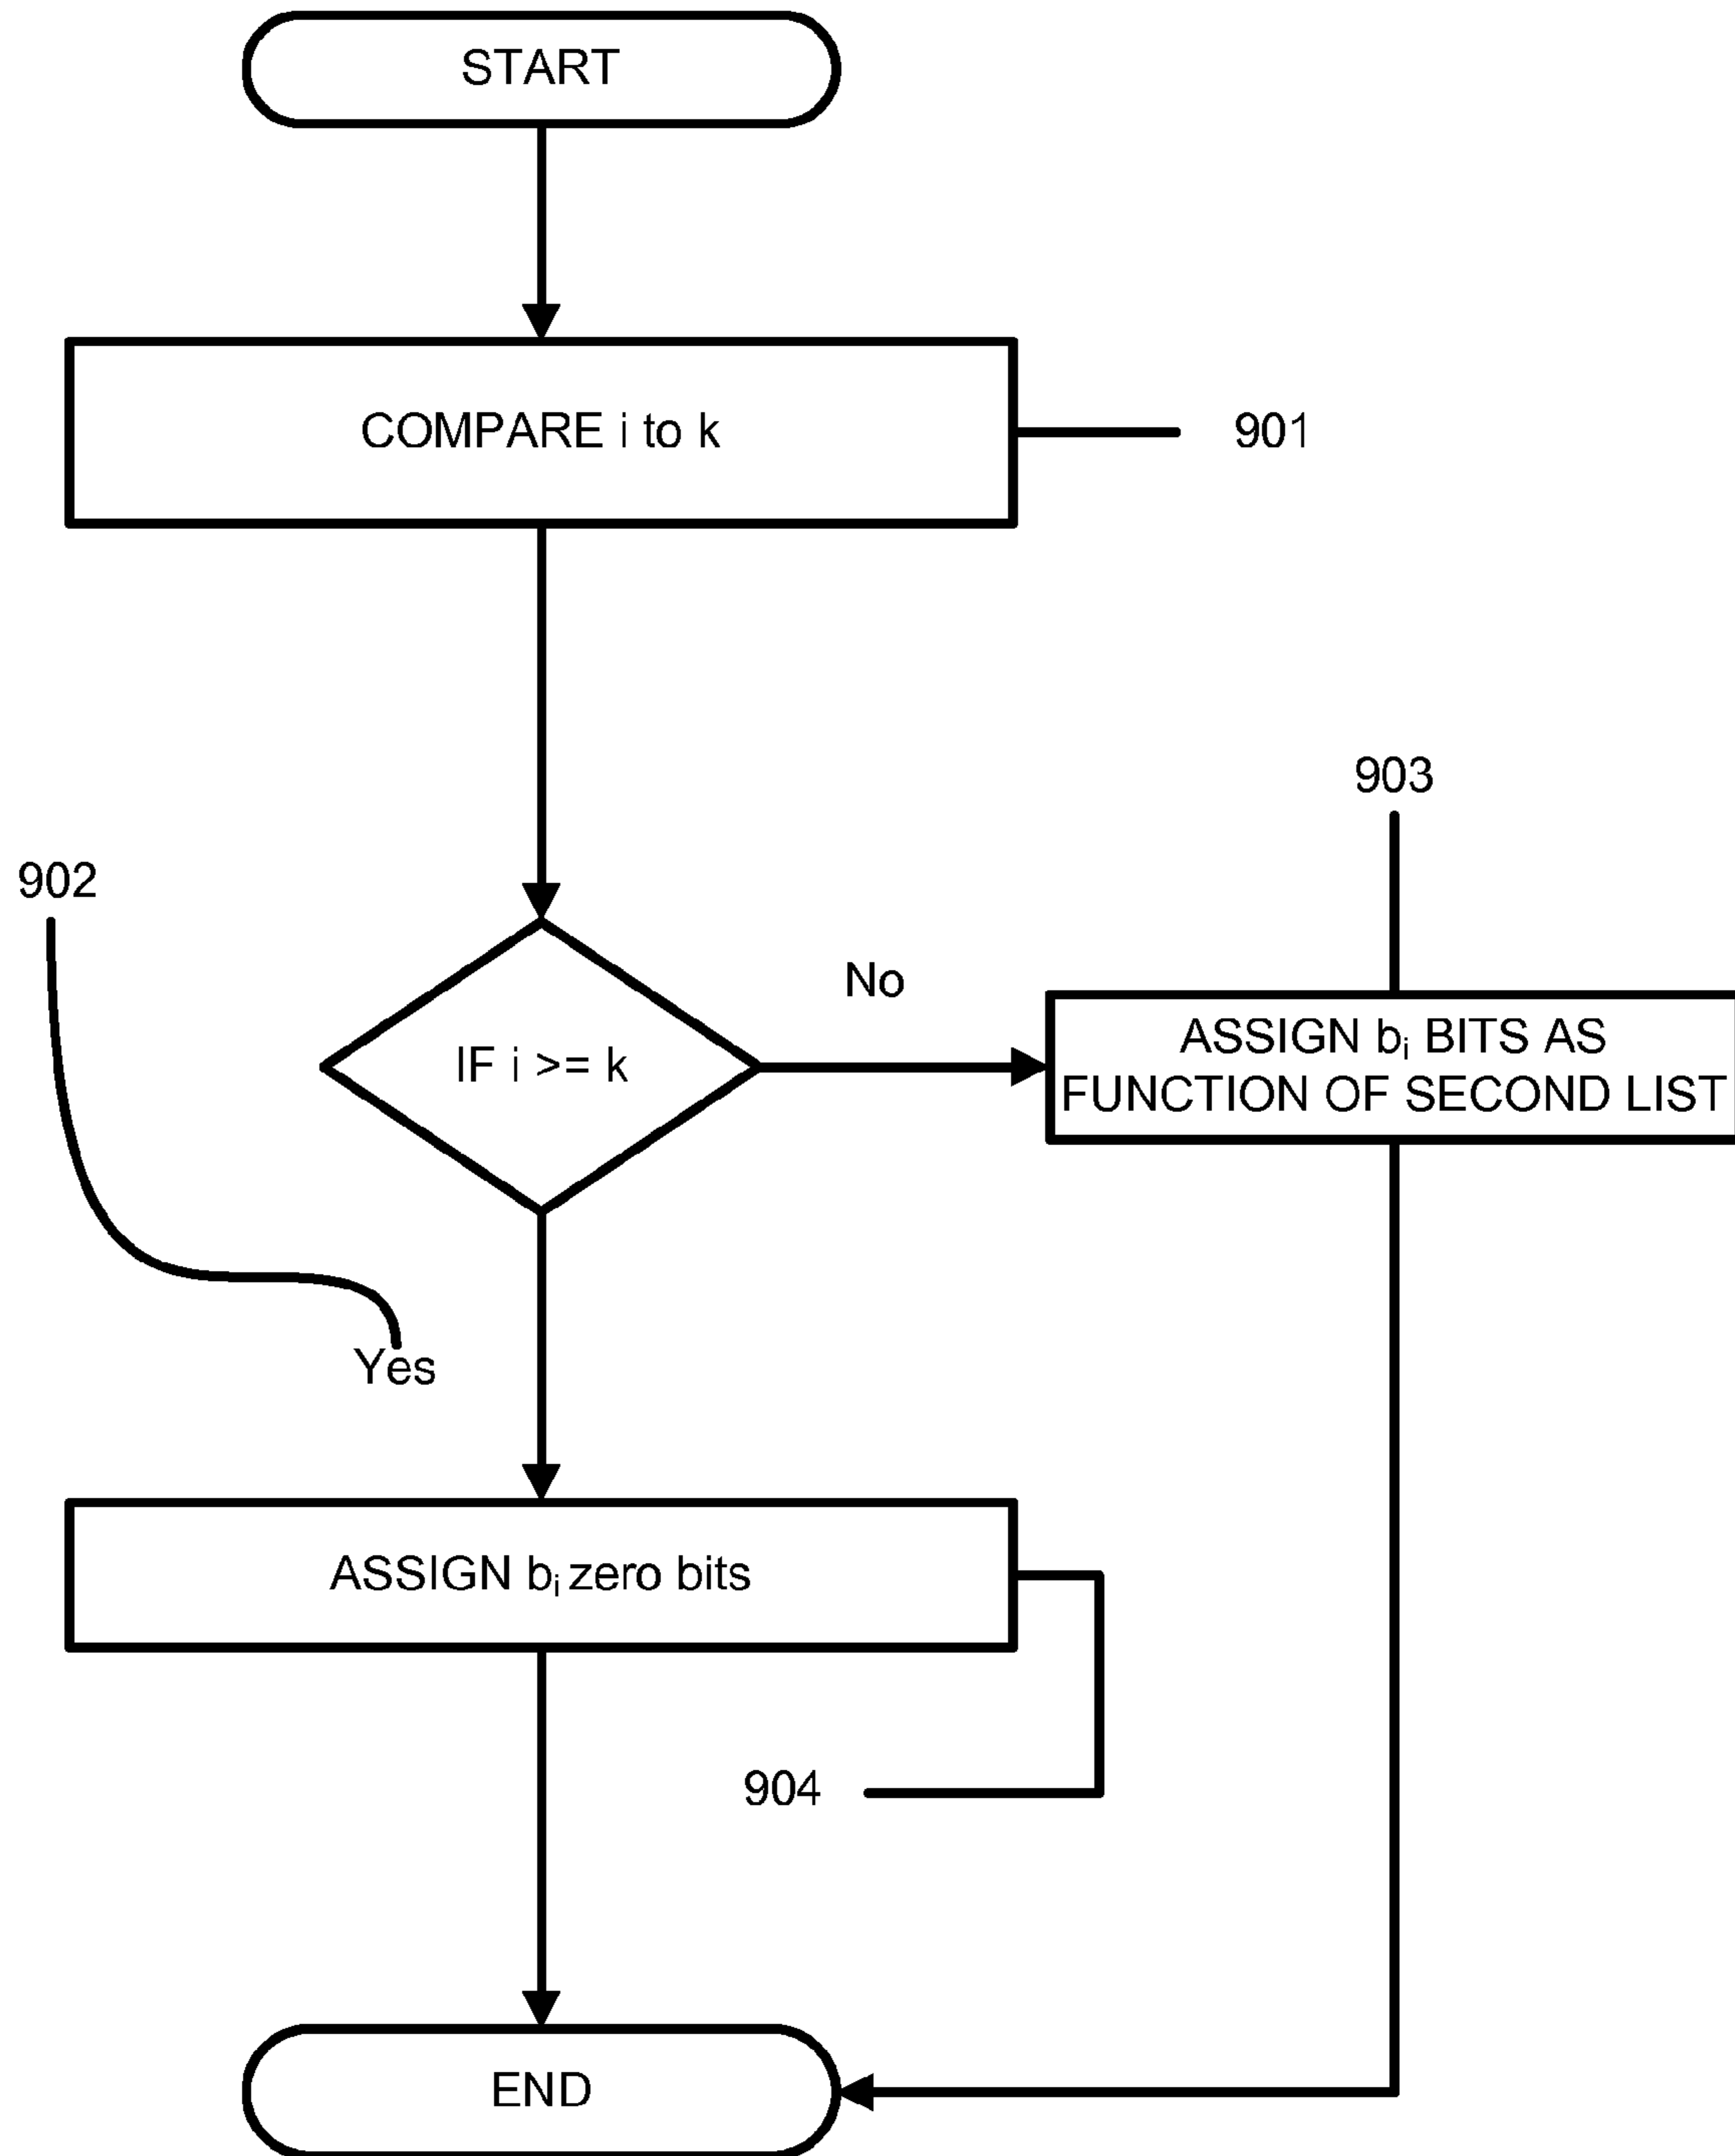 START
COMPARE i to k
901
903
902
No
ASSIGN bᵢ BITS AS
FUNCTION OF SECOND LIST
IF i >= k
Yes
ASSIGN bᵢ zero bits
904
END